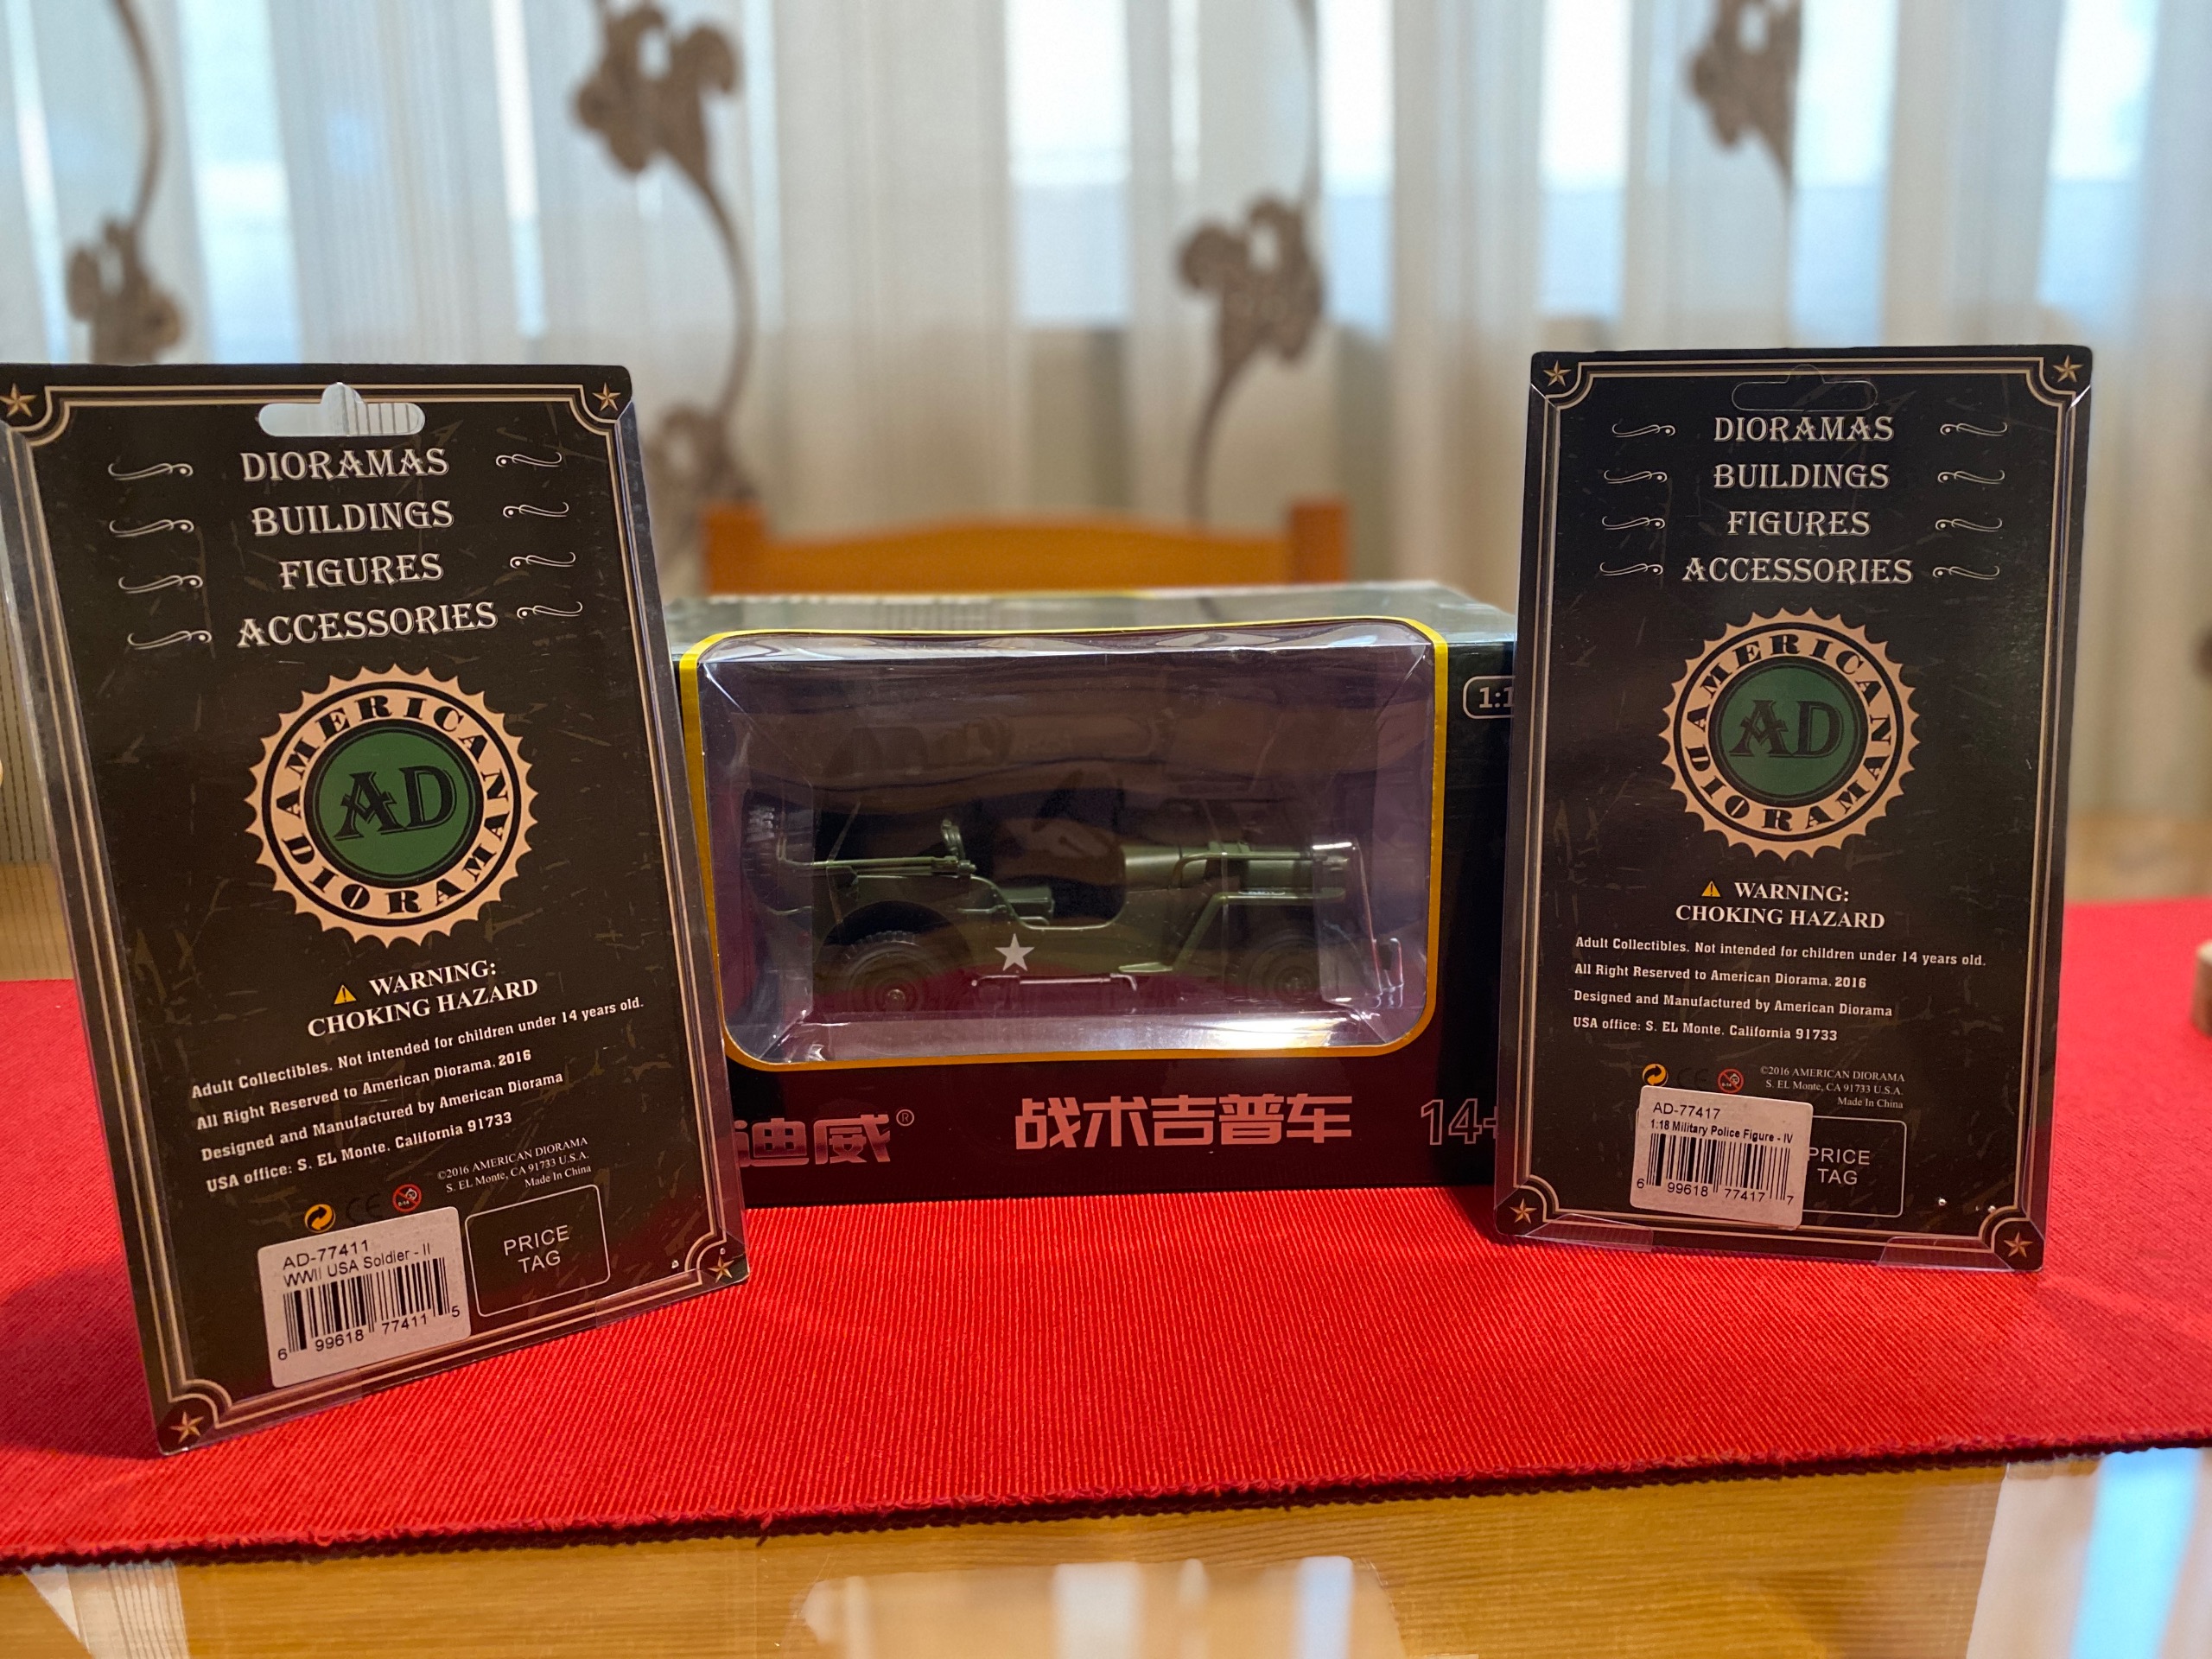 DIORAMAS
BUILDINGS
FIGURES
ACCESSORIES
AMERICAN
AD
DIORAMA
WARNING:
CHOKING HAZARD
Adult Collectibles. Not intended for children under 14 years old.
All Right Reserved to American Diorama. 2016
Designed and Manufactured by American Diorama
USA office: S. EL Monte. California 91733
©2016 AMERICAN DIORAMA
S. EL Monte, CA 91733 U.S.A.
Made In China
CE
AD-77411
WWII USA Soldier - II
6 99618 77411 5
PRICE
TAG
迪威®
战术吉普车
14+
DIORAMAS
BUILDINGS
FIGURES
ACCESSORIES
AMERICAN
AD
DIORAMA
WARNING:
CHOKING HAZARD
Adult Collectibles. Not intended for children under 14 years old.
All Right Reserved to American Diorama. 2016
Designed and Manufactured by American Diorama
USA office: S. EL Monte. California 91733
CE
©2016 AMERICAN DIORAMA
S. EL Monte, CA 91733 U.S.A.
Made In China
AD-77417
1:18 Military Police Figure - IV
6 99618 77417 7
PRICE
TAG